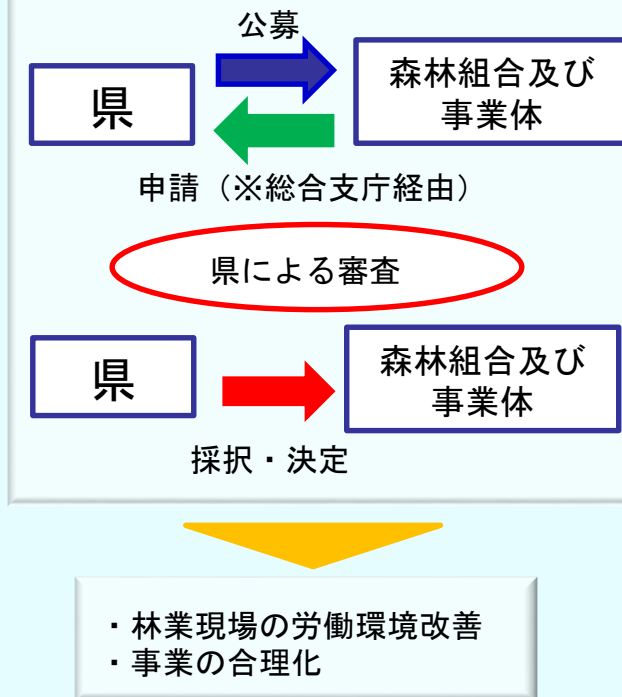 公募
県
森林組合及び
事業体
申請（※総合支庁経由）
県による審査
県
森林組合及び
事業体
採択・決定
・林業現場の労働環境改善
・事業の合理化